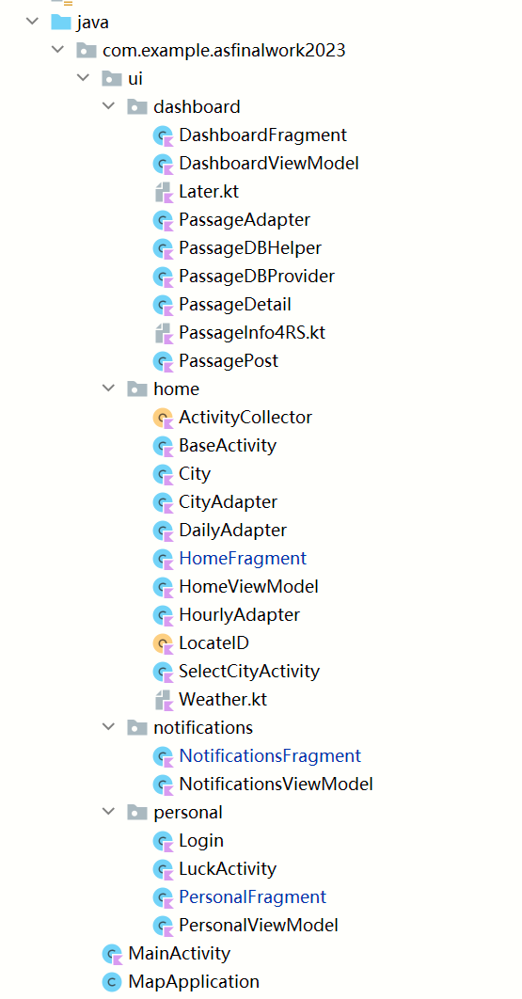 java
com.example.asfinalwork2023
ui
dashboard
DashboardFragment
DashboardViewModel
Later.kt
PassageAdapter
PassageDBHelper
PassageDBProvider
PassageDetail
PassageInfo4RS.kt
PassagePost
home
ActivityCollector
BaseActivity
City
CityAdapter
DailyAdapter
HomeFragment
HomeViewModel
HourlyAdapter
LocateID
SelectCityActivity
Weather.kt
notifications
NotificationsFragment
NotificationsViewModel
personal
Login
LuckActivity
PersonalFragment
PersonalViewModel
MainActivity
MapApplication